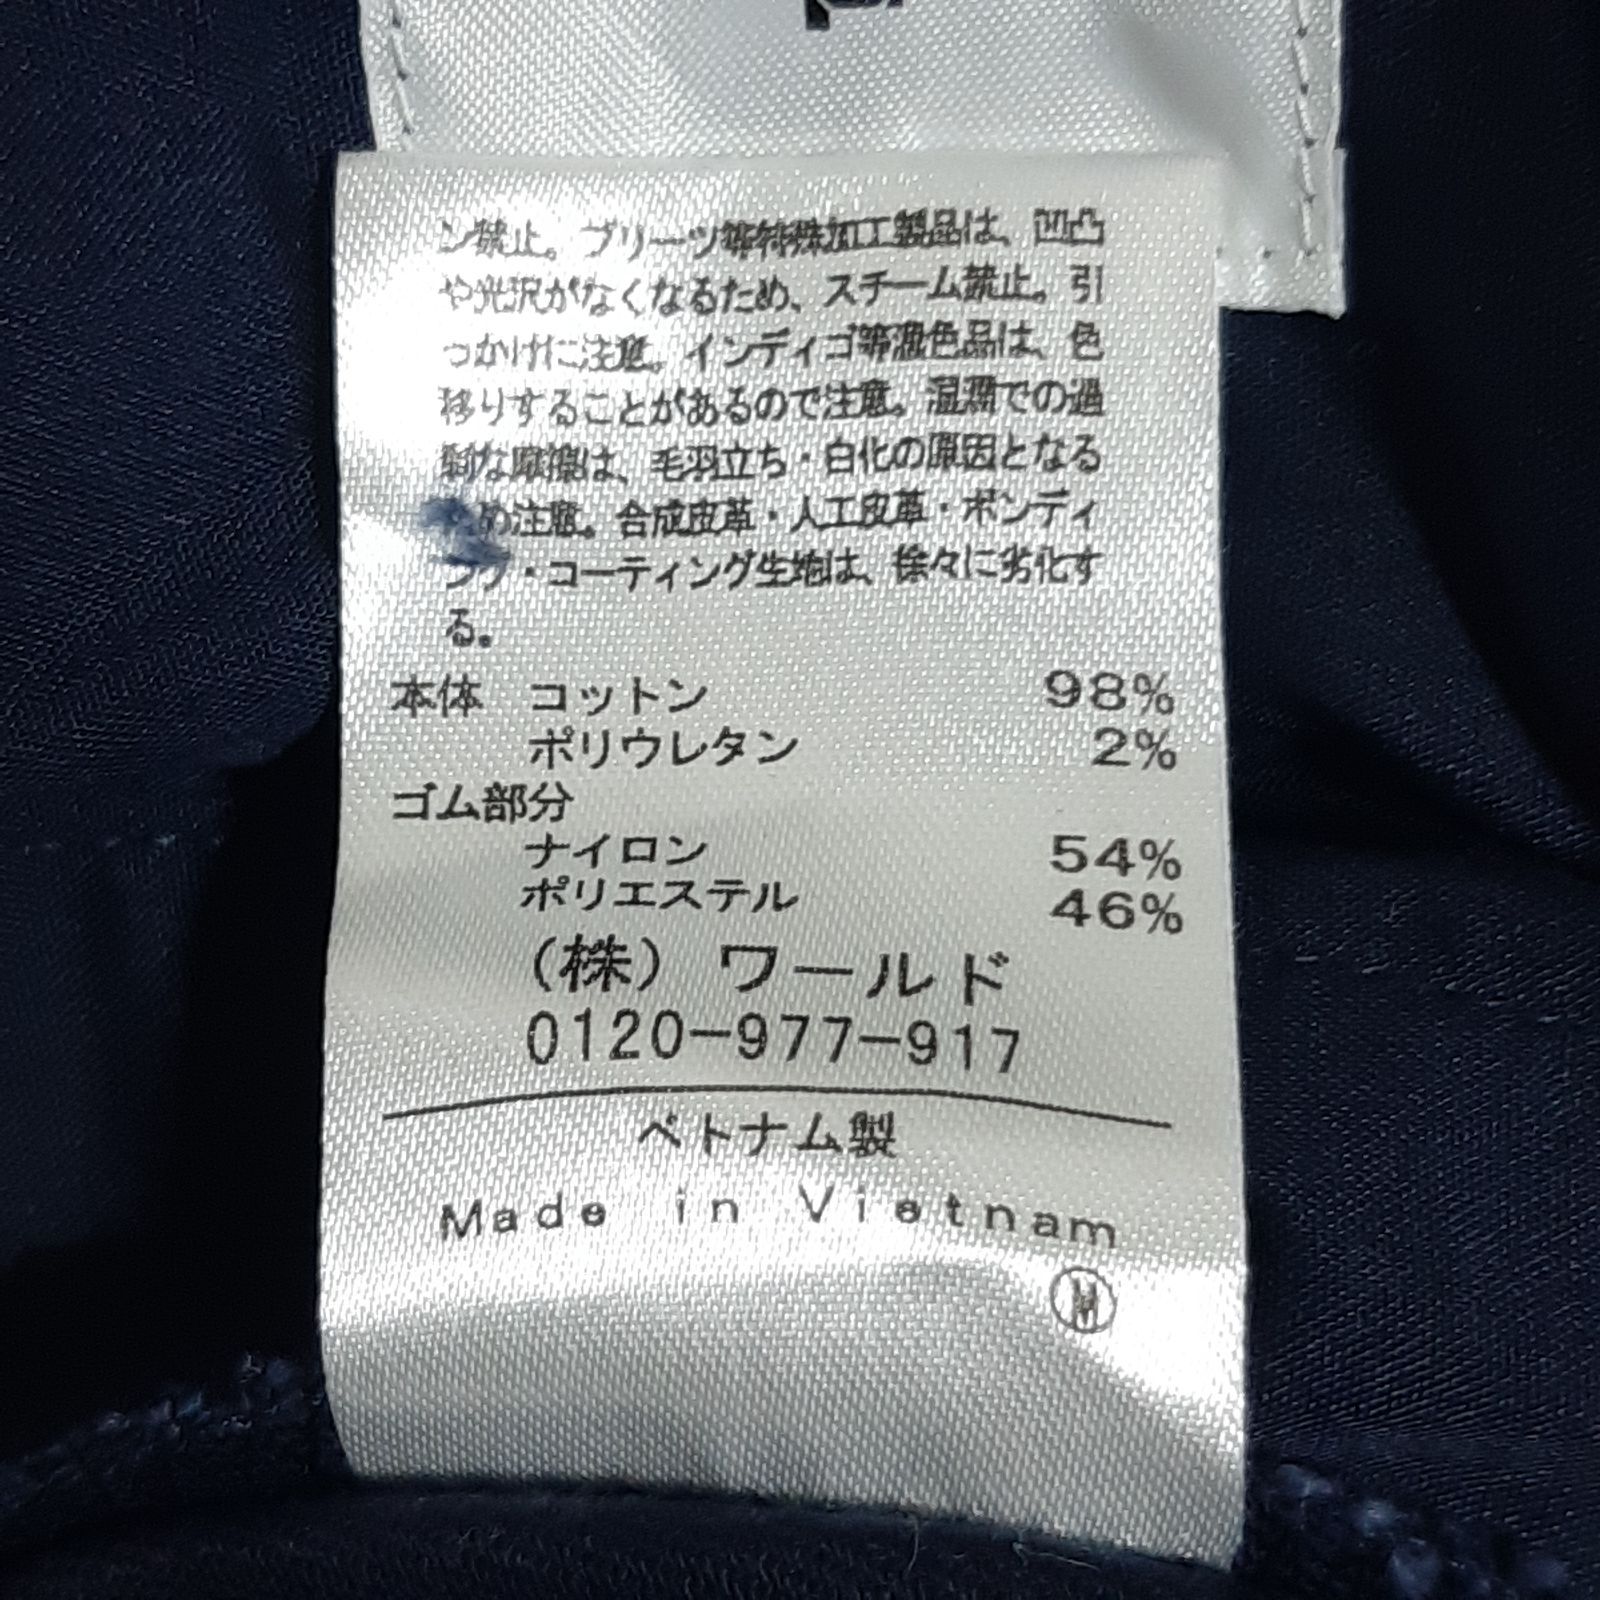 ン禁止。プリーツ等特殊加工製品は、凹凸
や光沢がなくなるため、スチーム禁止。引
っかけに注意。インディゴ等濃色品は、色
移りすることがあるので注意。湿潤での過
剰な摩擦は、毛羽立ち・白化の原因となる
め注意。合成皮革・人工皮革・ボンディ
ング・コーティング生地は、徐々に劣化す
る。
本体 コットン 98%
ポリウレタン 2%
ゴム部分
ナイロン 54%
ポリエステル 46%
(株) ワールド
0120-977-917
ベトナム製
Made in Vietnam
M